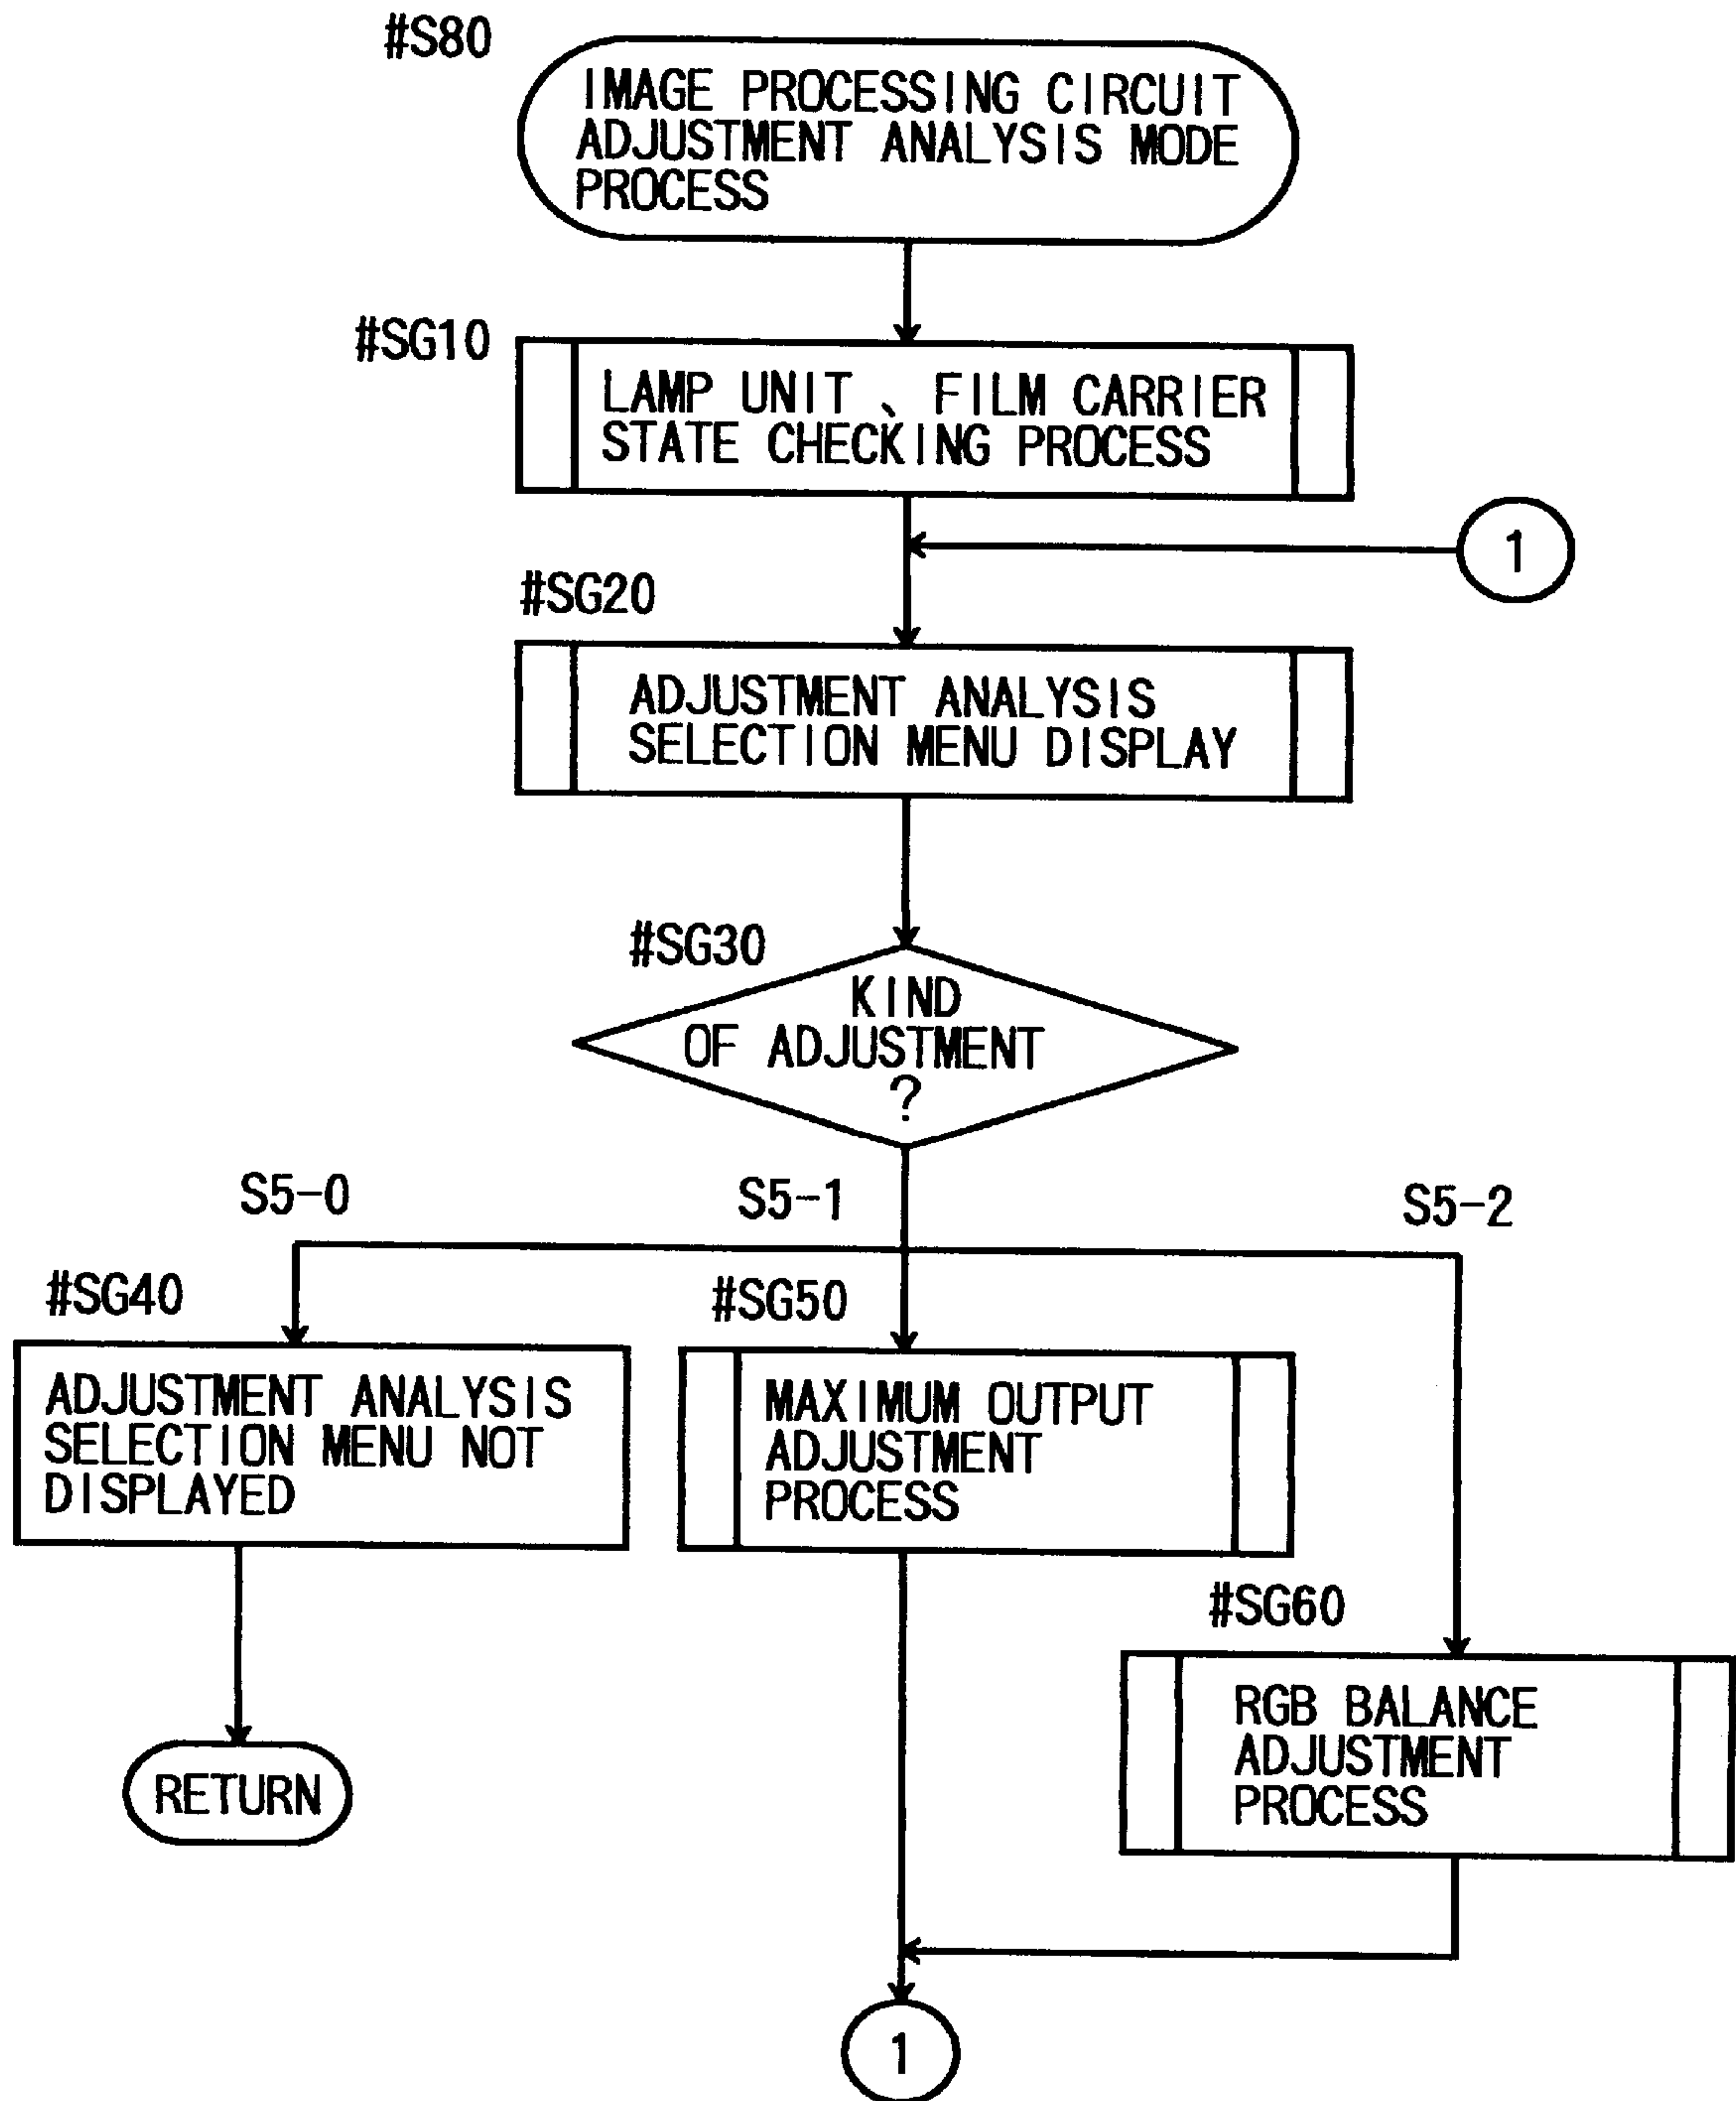 #S80
IMAGE PROCESSING CIRCUIT
ADJUSTMENT ANALYSIS MODE
PROCESS
#SG10
LAMP UNIT 、FILM CARRIER
STATE CHECKING PROCESS
1
#SG20
ADJUSTMENT ANALYSIS
SELECTION MENU DISPLAY
#SG30
KIND
OF ADJUSTMENT
?
S5-0
S5-1
S5-2
#SG40
ADJUSTMENT ANALYSIS
SELECTION MENU NOT
DISPLAYED
#SG50
MAXIMUM OUTPUT
ADJUSTMENT
PROCESS
#SG60
RGB BALANCE
ADJUSTMENT
PROCESS
RETURN
1